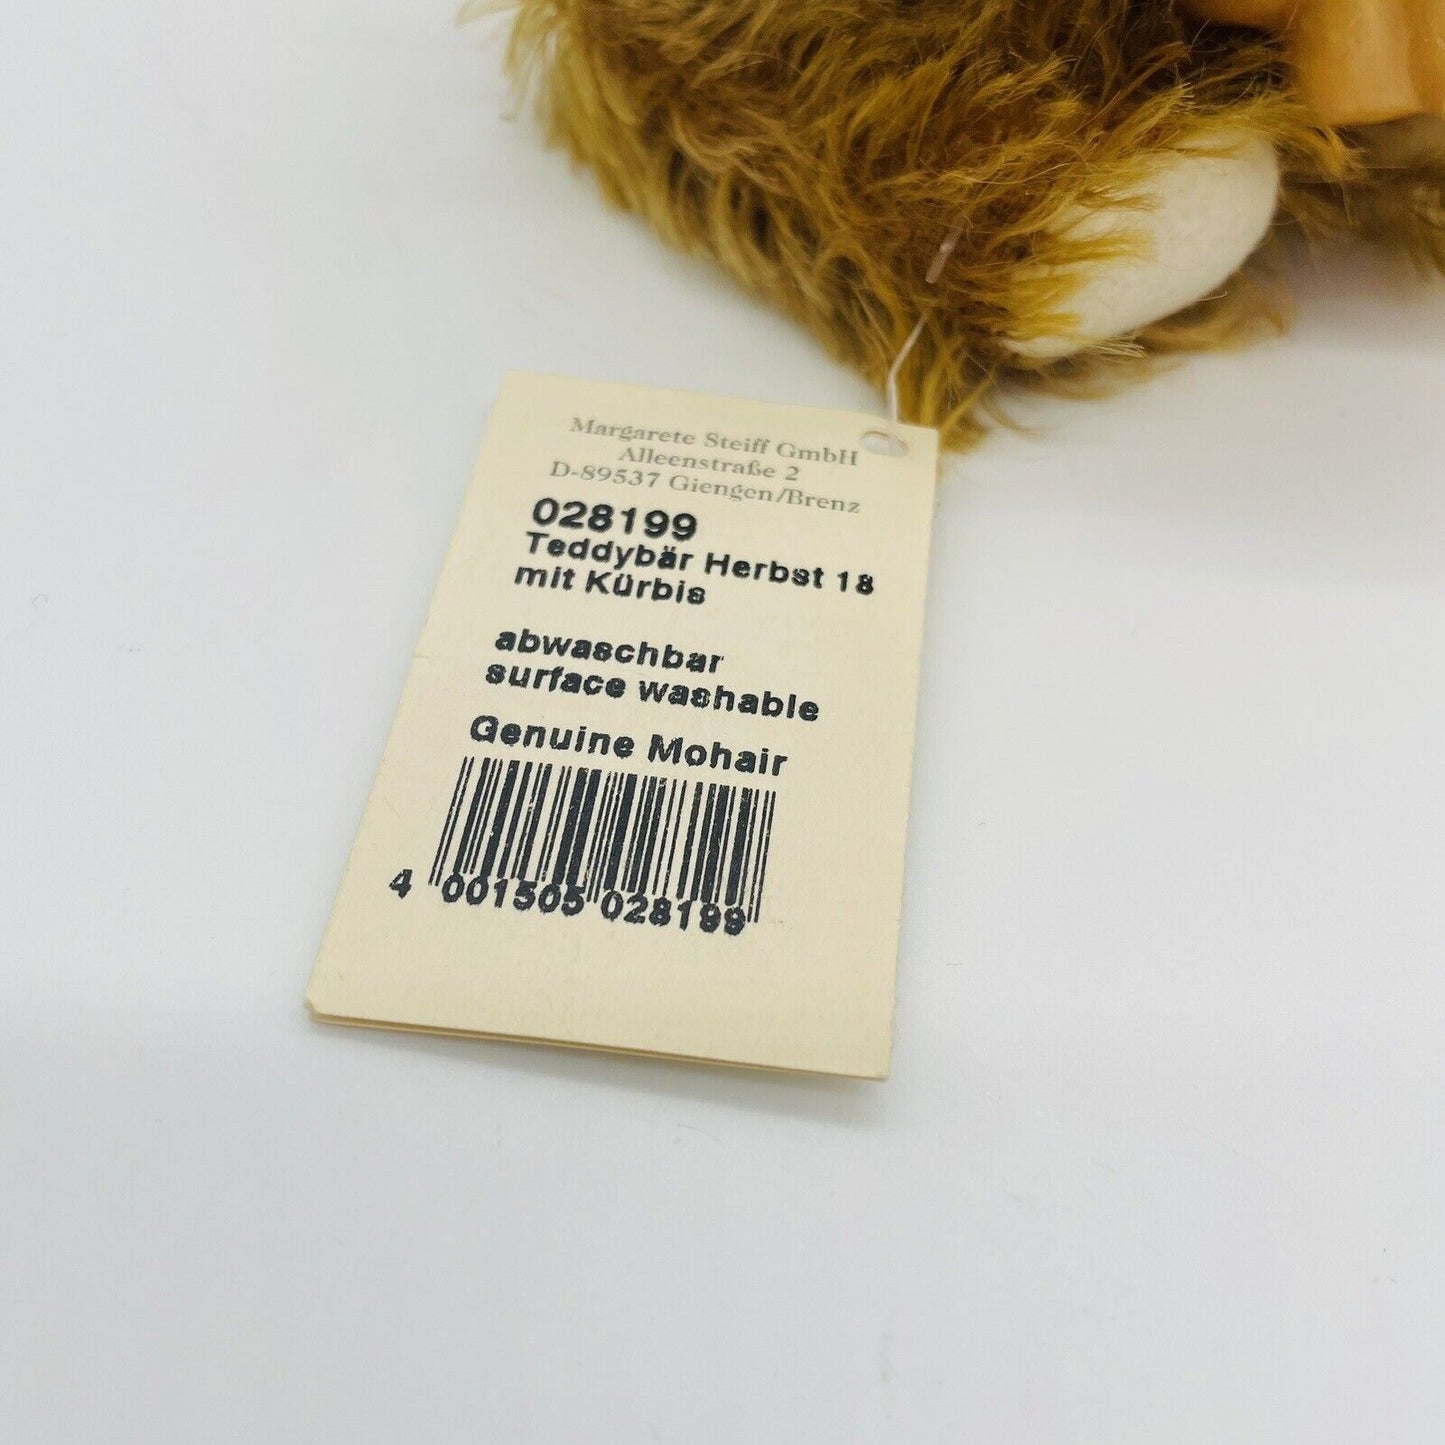 Margarete Steiff GmbH
Alleenstraße 2
D-89537 Giengen/Brenz
028199
Teddybär Herbst 18
mit Kürbis
abwaschbar
surface washable
Genuine Mohair
4 001505 028199